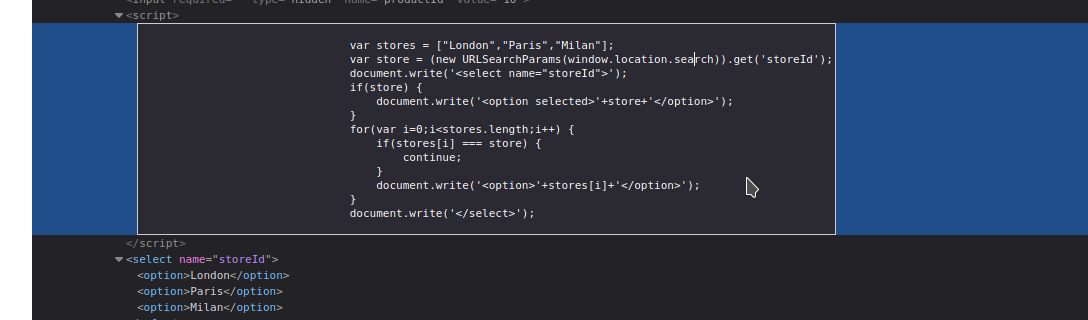 <input required="" type="hidden" name="productId" value="16">
<script>
var stores = ["London","Paris","Milan"];
var store = (new URLSearchParams(window.location.search)).get('storeId');
document.write('<select name="storeId">');
if(store) {
    document.write('<option selected>'+store+'</option>');
}
for(var i=0;i<stores.length;i++) {
    if(stores[i] === store) {
        continue;
    }
    document.write('<option>'+stores[i]+'</option>');
}
document.write('</select>');
</script>
<select name="storeId">
<option>London</option>
<option>Paris</option>
<option>Milan</option>